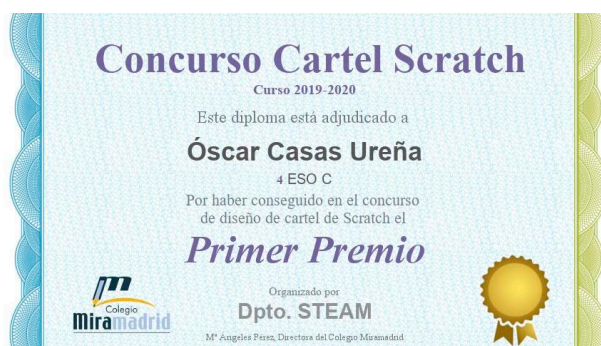 Concurso Cartel Scratch
Curso 2019-2020
Este diploma está adjudicado a
Óscar Casas Ureña
4 ESO C
Por haber conseguido en el concurso
de diseño de cartel de Scratch el
Primer Premio
Colegio
Miramadrid
Organizado por
Dpto. STEAM
Mª Angeles Pérez, Directora del Colegio Miramadrid